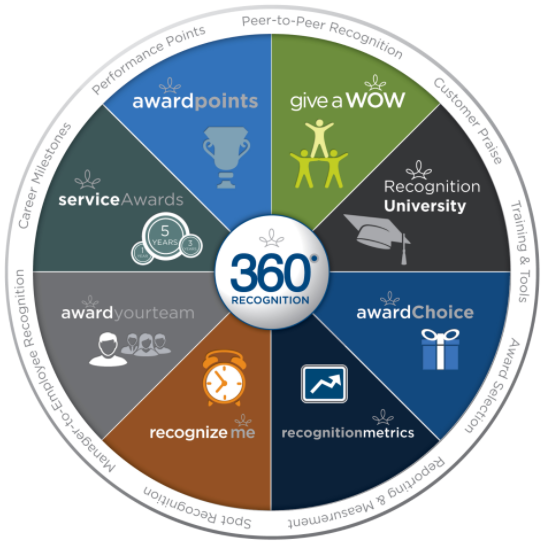 Peer-to-Peer Recognition
Customer Praise
Training & Tools
Award Selection
Reporting & Measurement
Spot Recognition
Manager-to-Employee Recognition
Career Milestones
Performance Points
awardpoints
give a WOW
Recognition
University
awardChoice
recognitionmetrics
recognize me
awardyourteam
serviceAwards
5
YEARS
3
360°
RECOGNITION